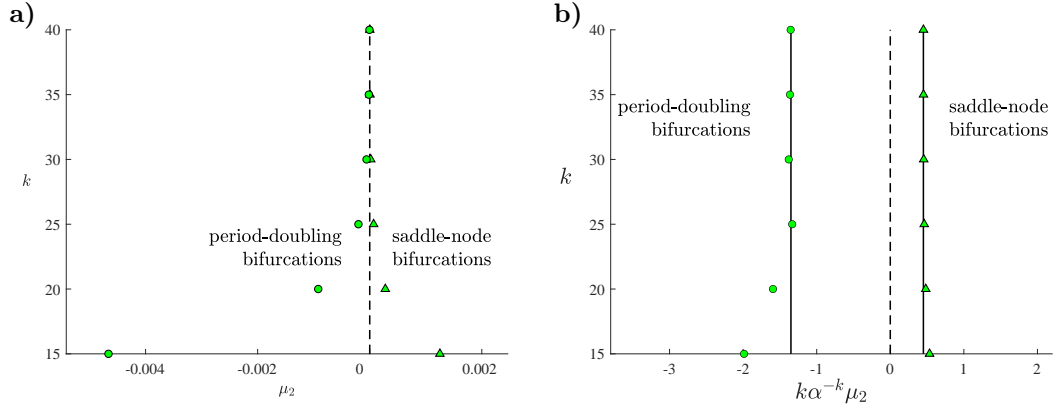 a)
40
35
30
k
25
20
15
period-doubling
bifurcations
saddle-node
bifurcations
-0.004
-0.002
0
0.002
μ₂
b)
40
35
30
k
25
20
15
period-doubling
bifurcations
saddle-node
bifurcations
-3
-2
-1
0
1
2
kα⁻ᵏμ₂